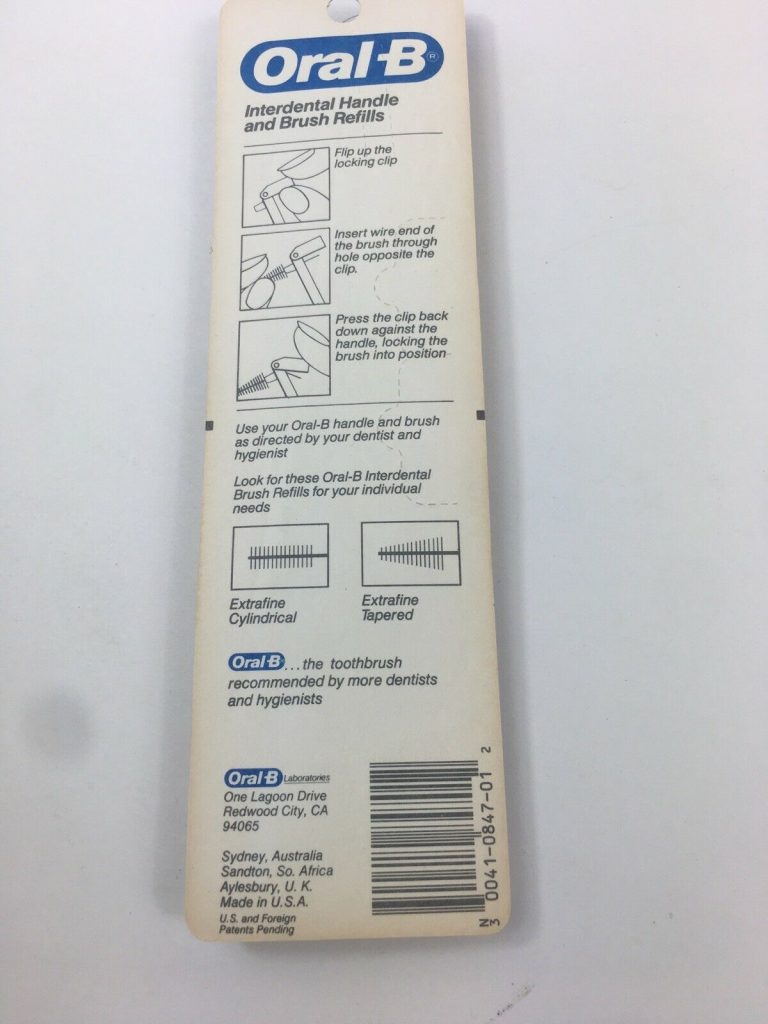 Oral-B®
Interdental Handle
and Brush Refills
Flip up the
locking clip
Insert wire end of
the brush through
hole opposite the
clip.
Press the clip back
down against the
handle, locking the
brush into position
Use your Oral-B handle and brush
as directed by your dentist and
hygienist
Look for these Oral-B Interdental
Brush Refills for your individual
needs
Extrafine
Cylindrical
Extrafine
Tapered
Oral-B...the toothbrush
recommended by more dentists
and hygienists
Oral-B Laboratories
One Lagoon Drive
Redwood City, CA
94065
Sydney, Australia
Sandton, So. Africa
Aylesbury, U. K.
Made in U.S.A.
U.S. and Foreign
Patents Pending
N3 0041-0847-01 2